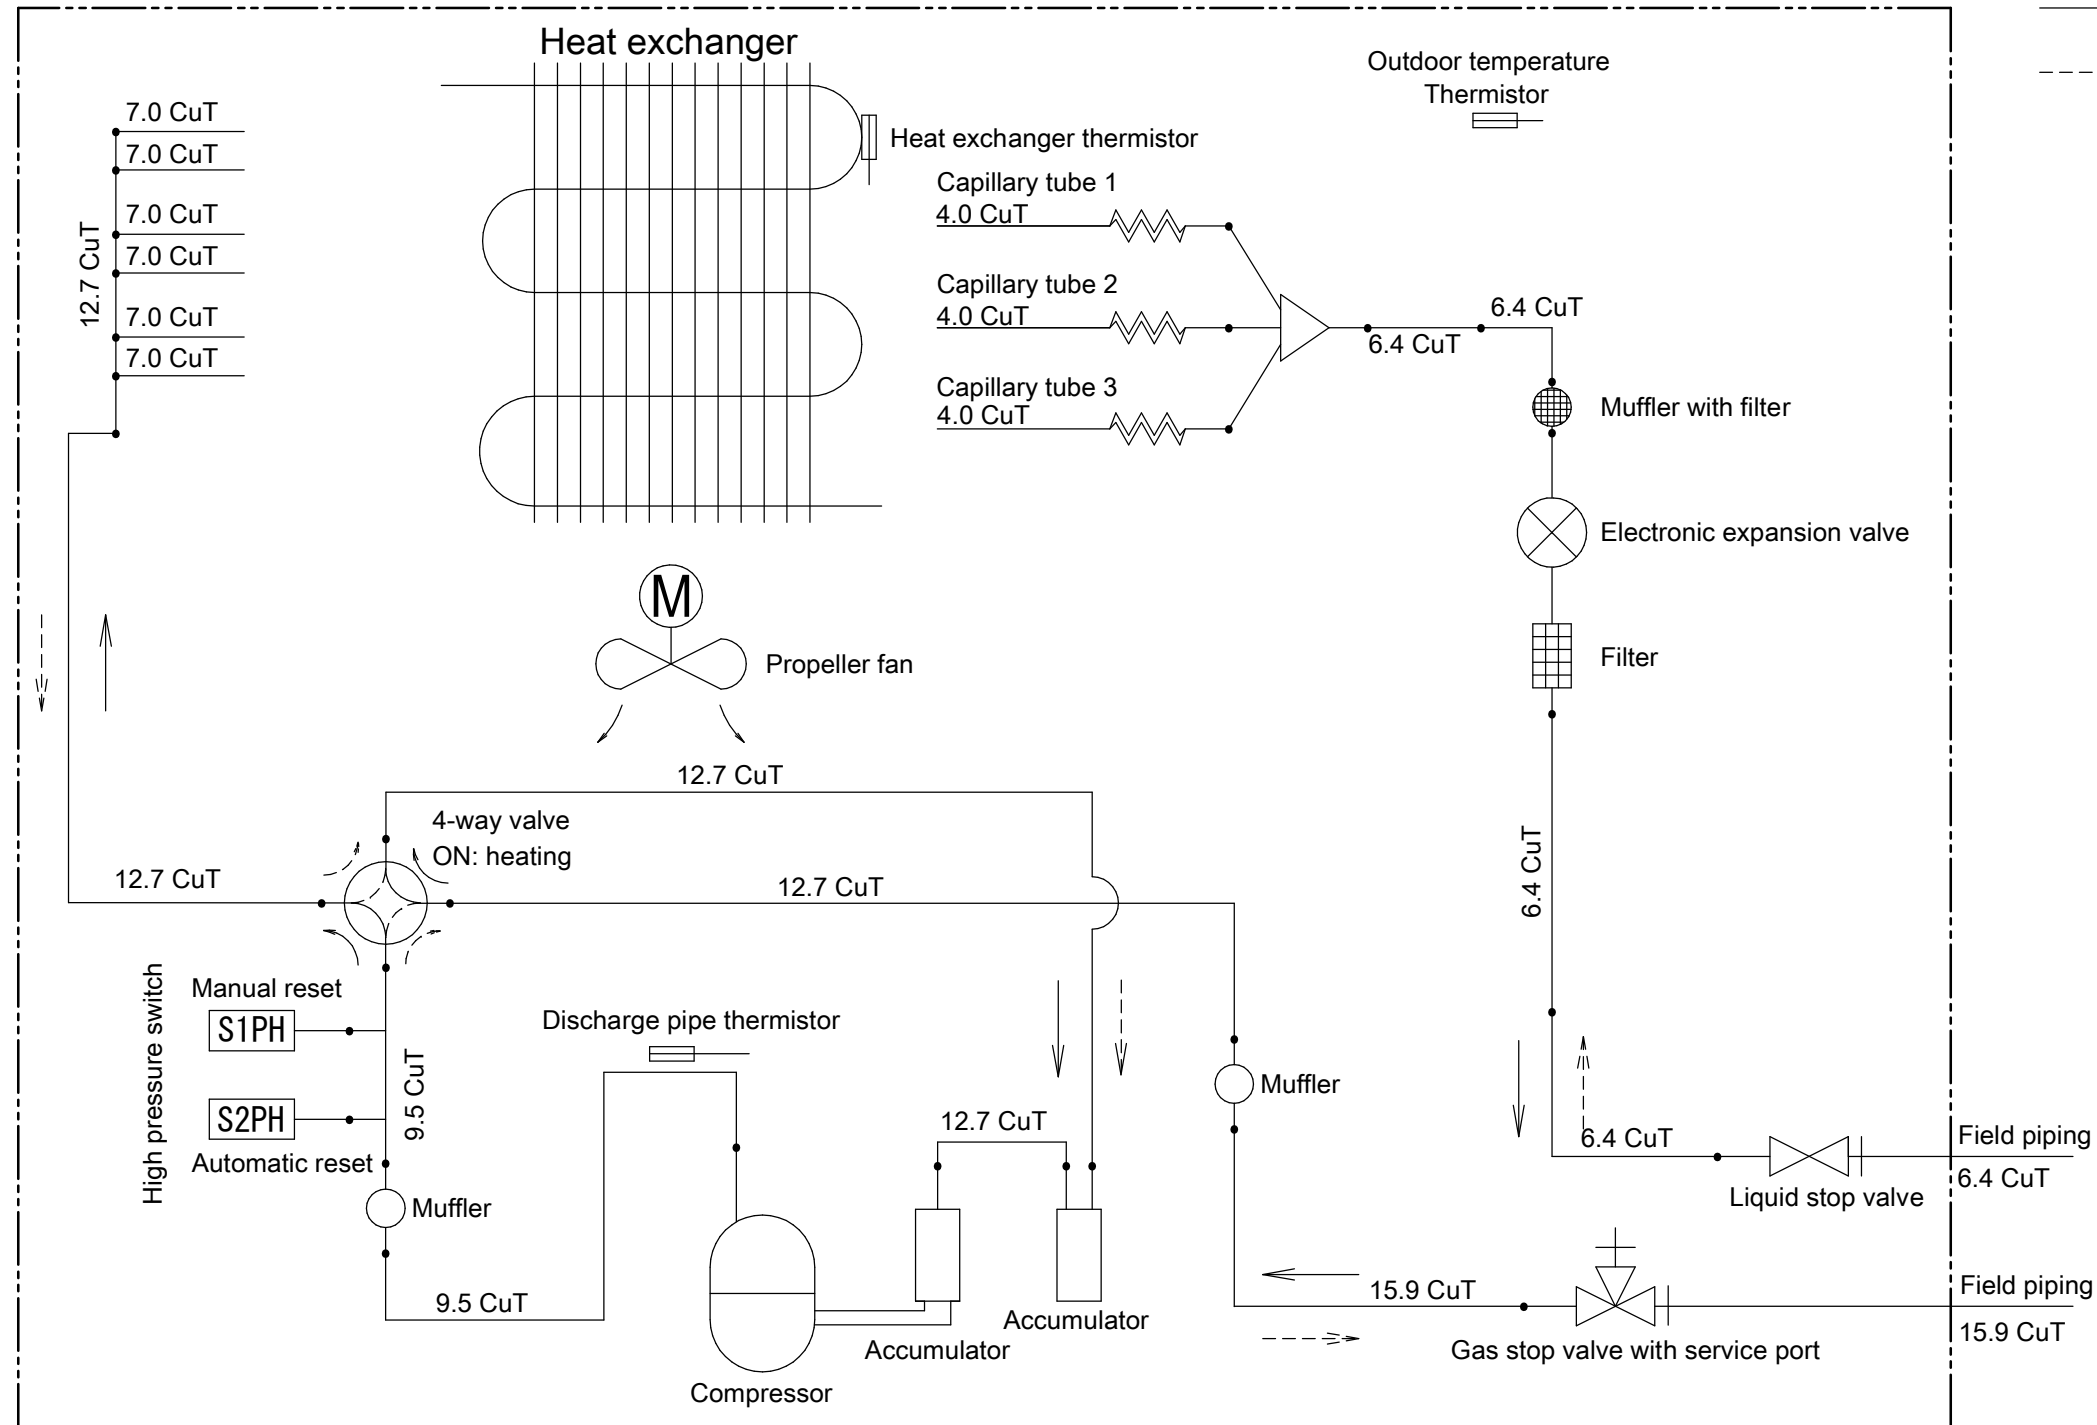 Heat exchanger
Outdoor temperature
Thermistor
7.0 CuT
7.0 CuT
7.0 CuT
7.0 CuT
7.0 CuT
7.0 CuT
12.7 CuT
Heat exchanger thermistor
Capillary tube 1
4.0 CuT
Capillary tube 2
4.0 CuT
Capillary tube 3
4.0 CuT
6.4 CuT
6.4 CuT
Muffler with filter
Electronic expansion valve
Filter
M
Propeller fan
12.7 CuT
4-way valve
ON: heating
12.7 CuT
12.7 CuT
6.4 CuT
High pressure switch
Manual reset
S1PH
S2PH
Automatic reset
9.5 CuT
Discharge pipe thermistor
Muffler
Muffler
12.7 CuT
6.4 CuT
Field piping
6.4 CuT
Liquid stop valve
9.5 CuT
Accumulator
Accumulator
Compressor
15.9 CuT
Field piping
15.9 CuT
Gas stop valve with service port